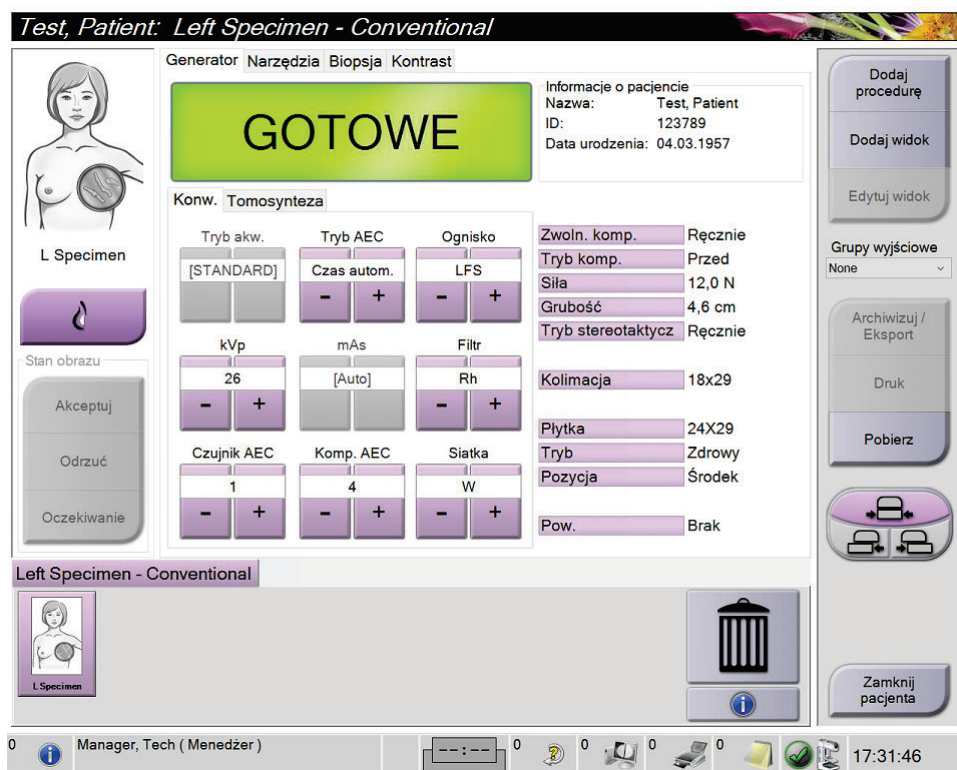 Test, Patient: Left Specimen - Conventional
Generator Narzędzia Biopsja Kontrast
GOTOWE
Informacje o pacjencie
Nazwa: Test, Patient
ID: 123789
Data urodzenia: 04.03.1957
L Specimen
Stan obrazu
Akceptuj
Odrzuć
Oczekiwanie
Konw. Tomosynteza
Tryb akw. Tryb AEC Ognisko
[STANDARD] Czas autom. LFS
- + - +
kVp mAs Filtr
26 [Auto] Rh
- + - +
Czujnik AEC Komp. AEC Siatka
1 4 W
- + - + - +
Zwoln. komp. Ręcznie
Tryb komp. Przed
Siła 12,0 N
Grubość 4,6 cm
Tryb stereotaktycz Ręcznie
Kolimacja 18x29
Płytka 24X29
Tryb Zdrowy
Pozycja Środek
Pow. Brak
Dodaj
procedurę
Dodaj widok
Edytuj widok
Grupy wyjściowe
None
Archiwizuj /
Eksport
Druk
Pobierz
Zamknij
pacjenta
Left Specimen - Conventional
L Specimen
0 Manager, Tech ( Menedżer ) --:-- 0 0 0 0 17:31:46